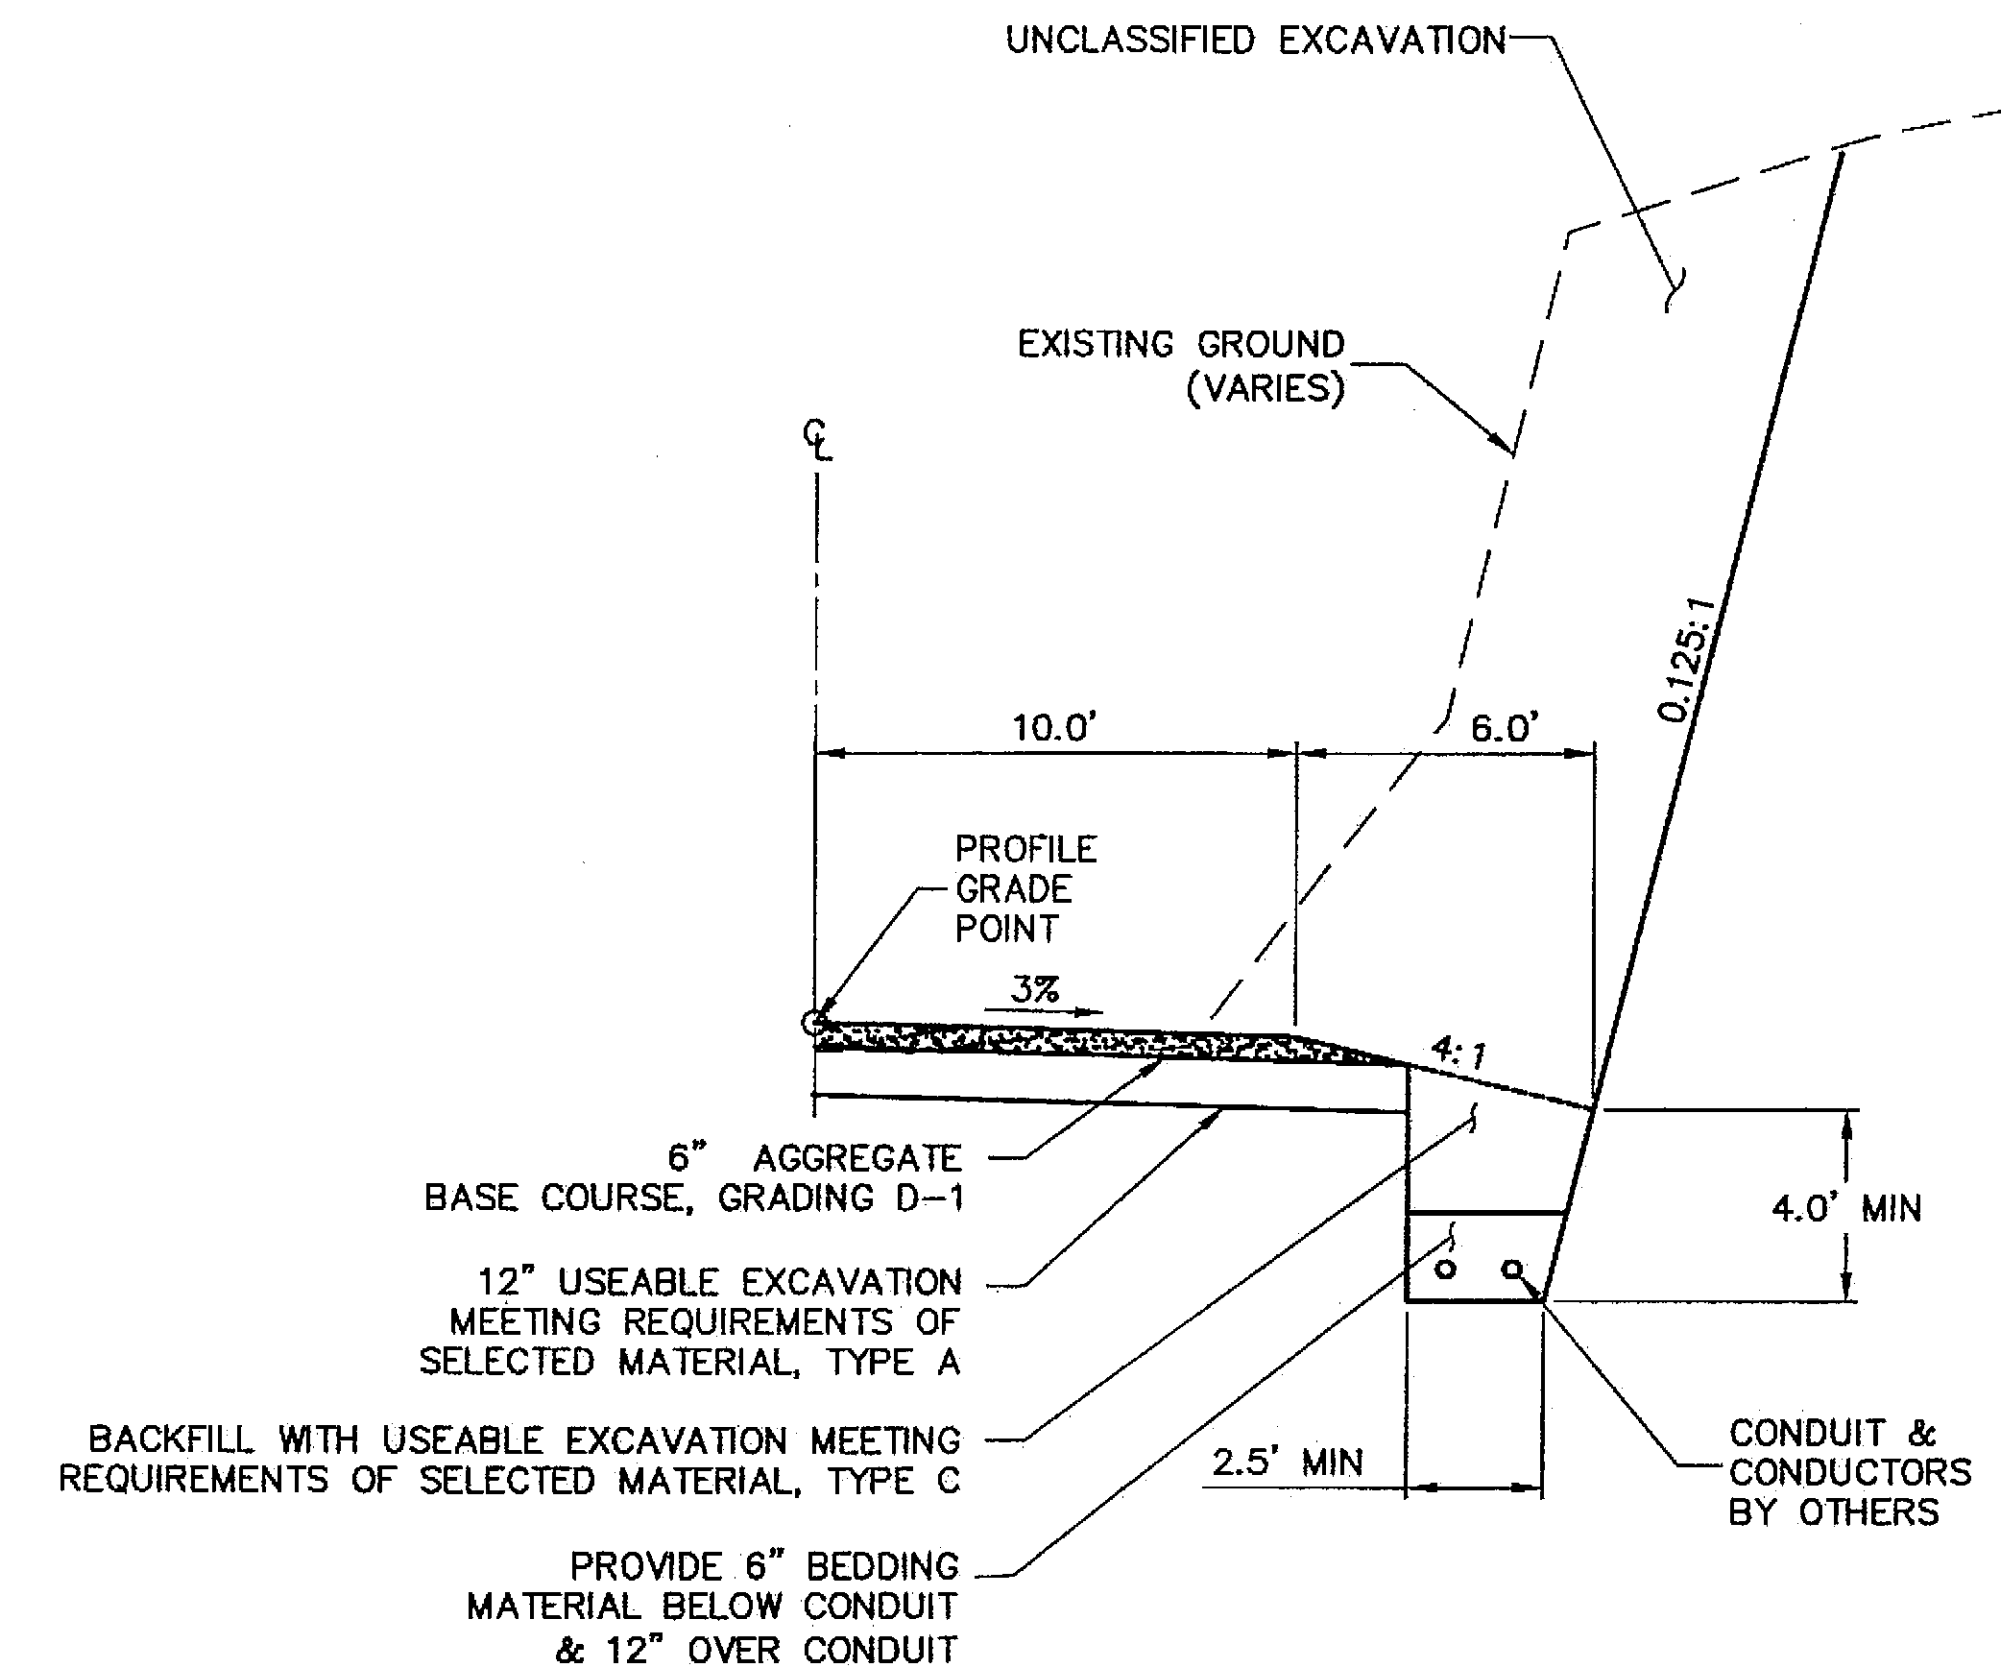 UNCLASSIFIED EXCAVATION
EXISTING GROUND
(VARIES)
℄
0.125:1
10.0'
6.0'
PROFILE
GRADE
POINT
3%
4:1
6" AGGREGATE
BASE COURSE, GRADING D-1
4.0' MIN
12" USEABLE EXCAVATION
MEETING REQUIREMENTS OF
SELECTED MATERIAL, TYPE A
BACKFILL WITH USEABLE EXCAVATION MEETING
REQUIREMENTS OF SELECTED MATERIAL, TYPE C
2.5' MIN
CONDUIT &
CONDUCTORS
BY OTHERS
PROVIDE 6" BEDDING
MATERIAL BELOW CONDUIT
& 12" OVER CONDUIT